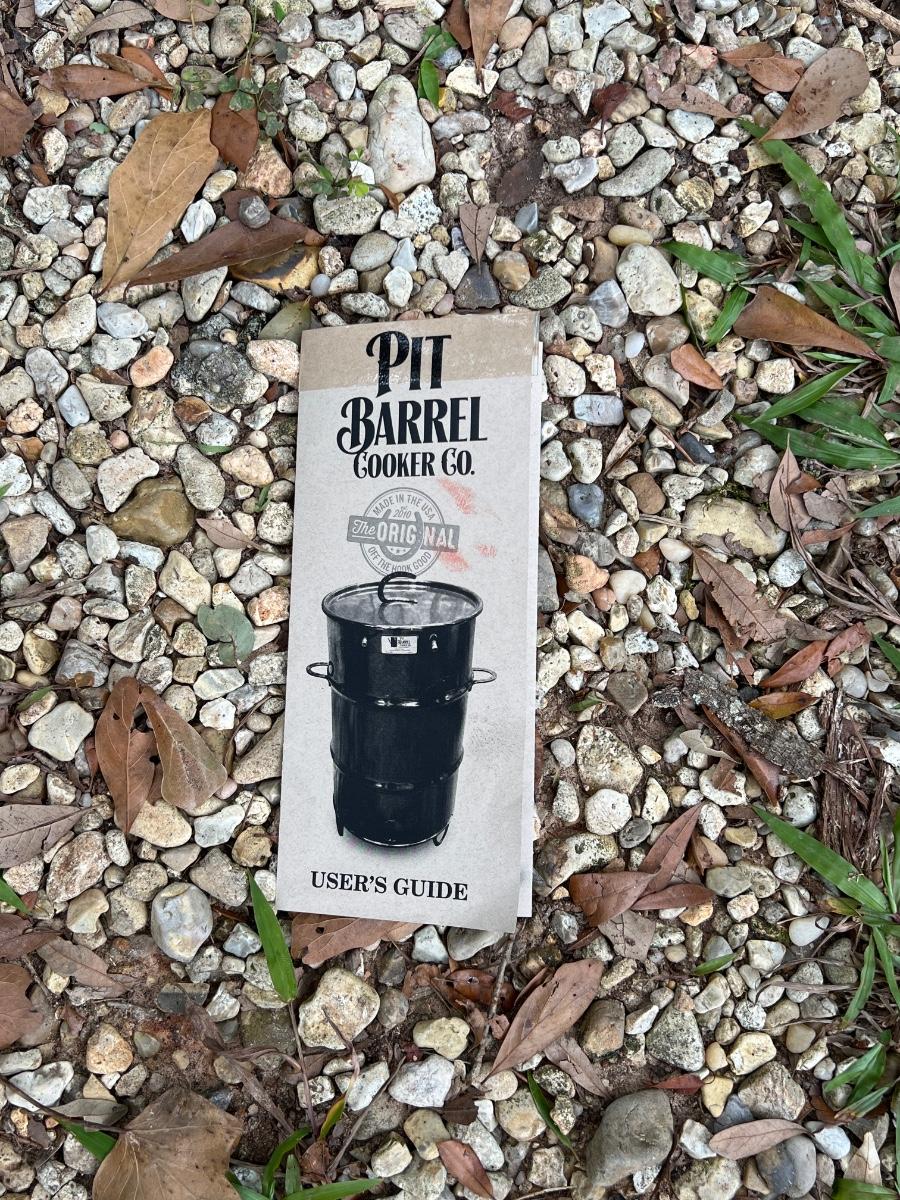 PIT
BARREL
COOKER CO.
MADE IN THE USA
2010
The ORIGINAL
OFF THE HOOK GOOD
USER'S GUIDE